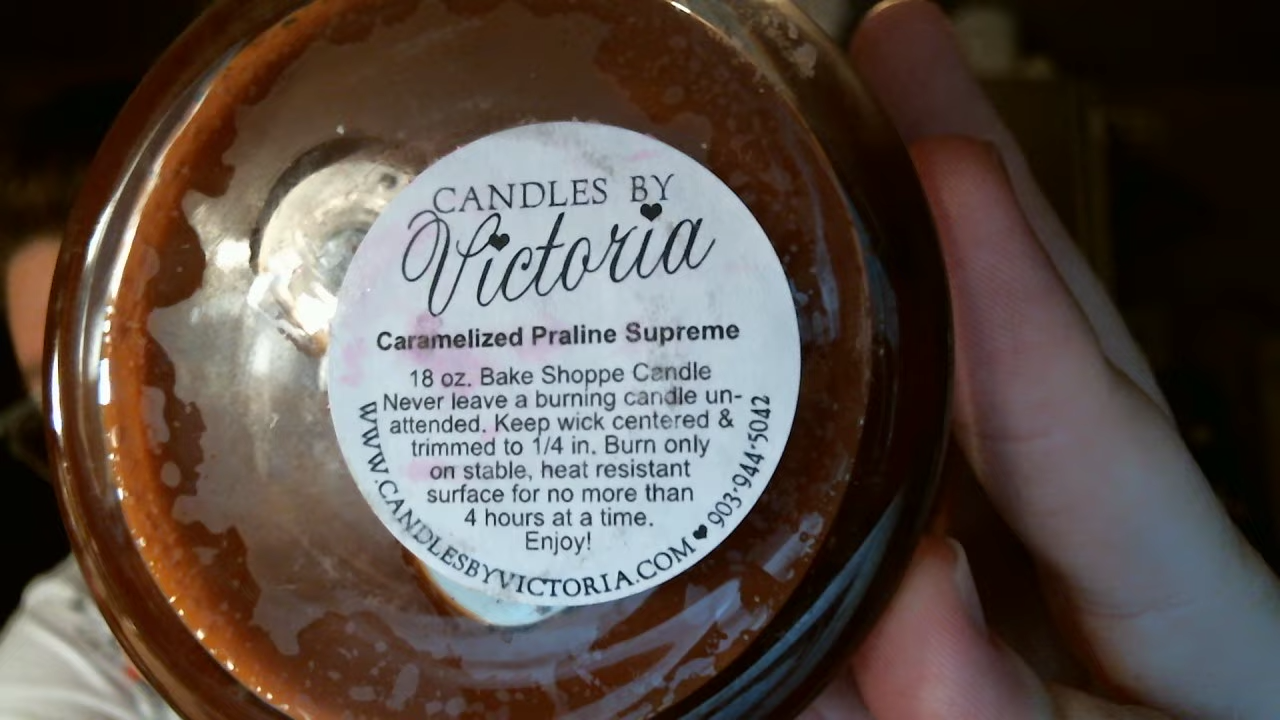 CANDLES BY
Victoria
Caramelized Praline Supreme
18 oz. Bake Shoppe Candle
Never leave a burning candle un-
attended. Keep wick centered &
trimmed to 1/4 in. Burn only
on stable, heat resistant
surface for no more than
4 hours at a time.
Enjoy!
WWW.CANDLESBYVICTORIA.COM♥903·944·5042